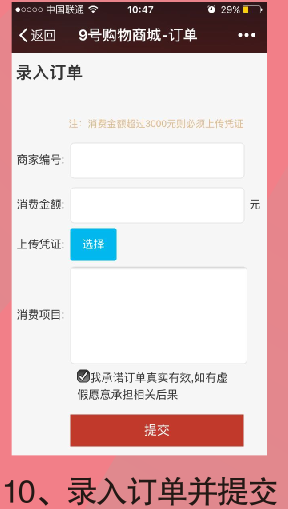 中国联通 10:47 29%
返回 9号购物商城-订单
录入订单
注：消费金额超过3000元则必须上传凭证
商家编号:
消费金额: 元
上传凭证: 选择
消费项目:
我承诺订单真实有效,如有虚
假愿意承担相关后果
提交
10、录入订单并提交